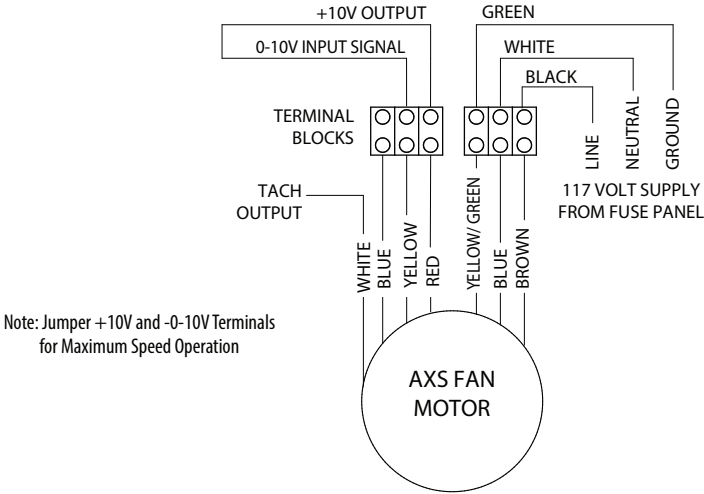 +10V OUTPUT
GREEN
0-10V INPUT SIGNAL
WHITE
BLACK
TERMINAL
BLOCKS
LINE
NEUTRAL
GROUND
117 VOLT SUPPLY
FROM FUSE PANEL
TACH
OUTPUT
WHITE
BLUE
YELLOW
RED
YELLOW/ GREEN
BLUE
BROWN
Note: Jumper +10V and -0-10V Terminals
for Maximum Speed Operation
AXS FAN
MOTOR